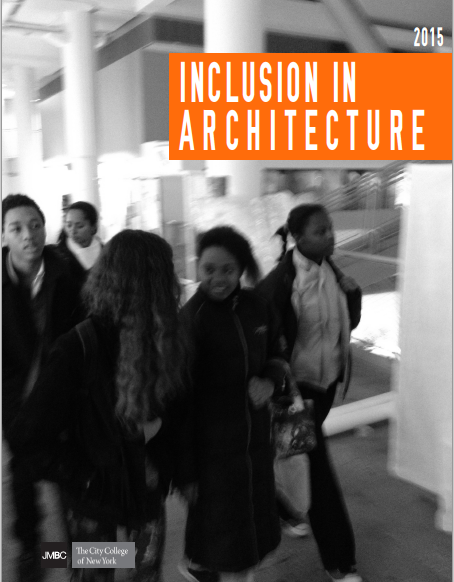 2015
INCLUSION IN
ARCHITECTURE
JMBC
The City College
of New York